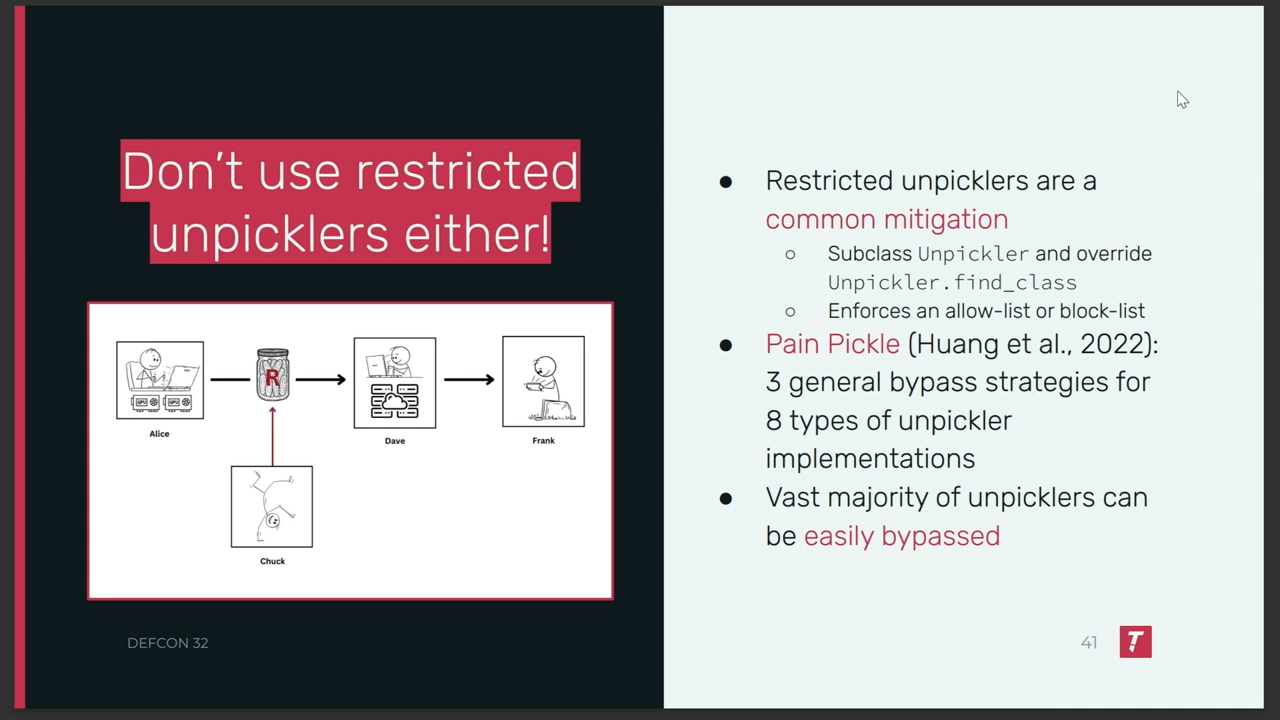 Don't use restricted
unpicklers either!
R
GPU
GPU
Alice
Dave
Frank
Chuck
DEFCON 32
● Restricted unpicklers are a
common mitigation
○ Subclass Unpickler and override
Unpickler.find_class
○ Enforces an allow-list or block-list
● Pain Pickle (Huang et al., 2022):
3 general bypass strategies for
8 types of unpickler
implementations
● Vast majority of unpicklers can
be easily bypassed
41
T